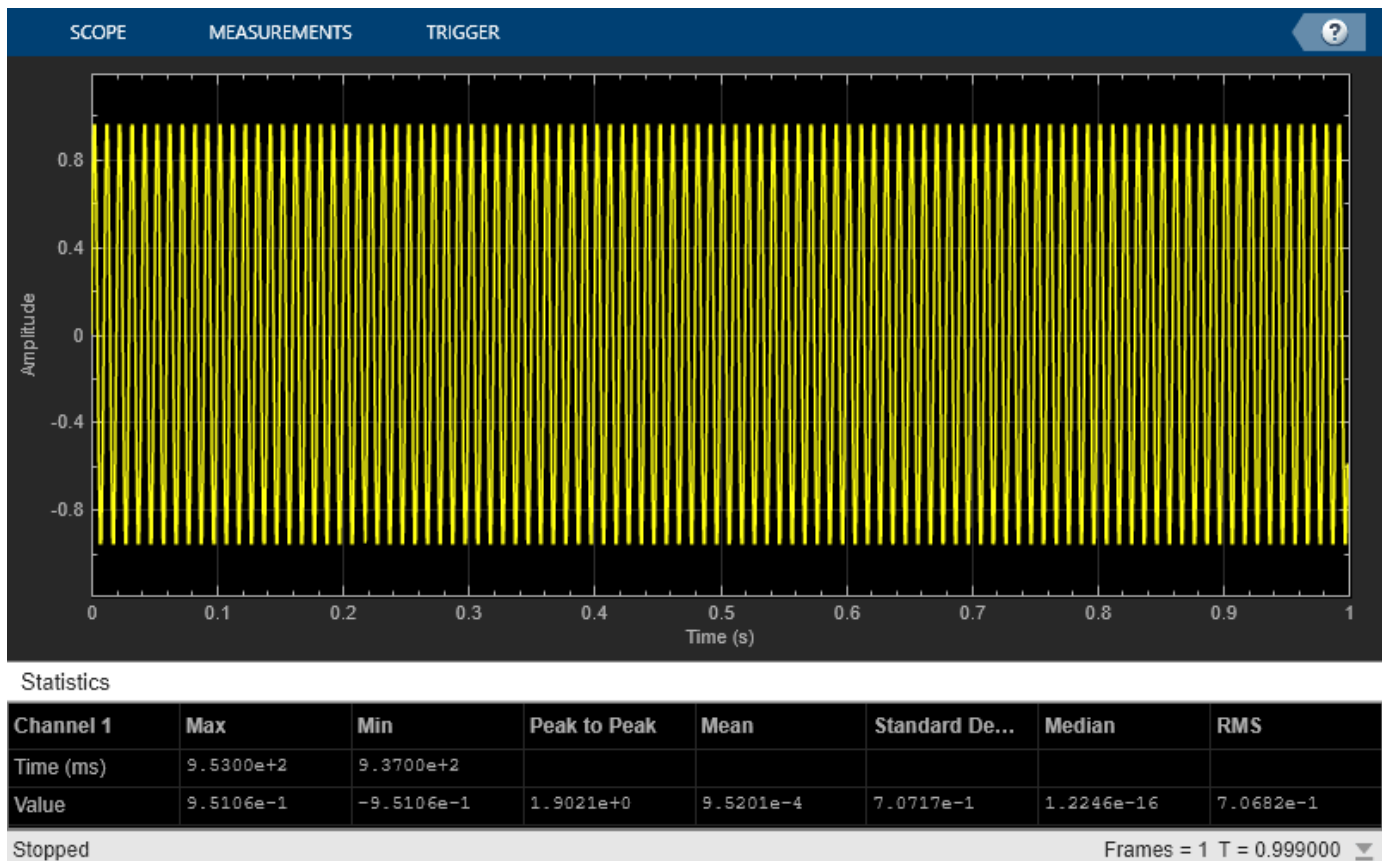 SCOPE MEASUREMENTS TRIGGER ?
0.8
0.4
0
-0.4
-0.8
Amplitude
0 0.1 0.2 0.3 0.4 0.5 0.6 0.7 0.8 0.9 1
Time (s)
Statistics
Channel 1 Max Min Peak to Peak Mean Standard De... Median RMS
Time (ms) 9.5300e+2 9.3700e+2
Value 9.5106e-1 -9.5106e-1 1.9021e+0 9.5201e-4 7.0717e-1 1.2246e-16 7.0682e-1
Stopped Frames = 1 T = 0.999000